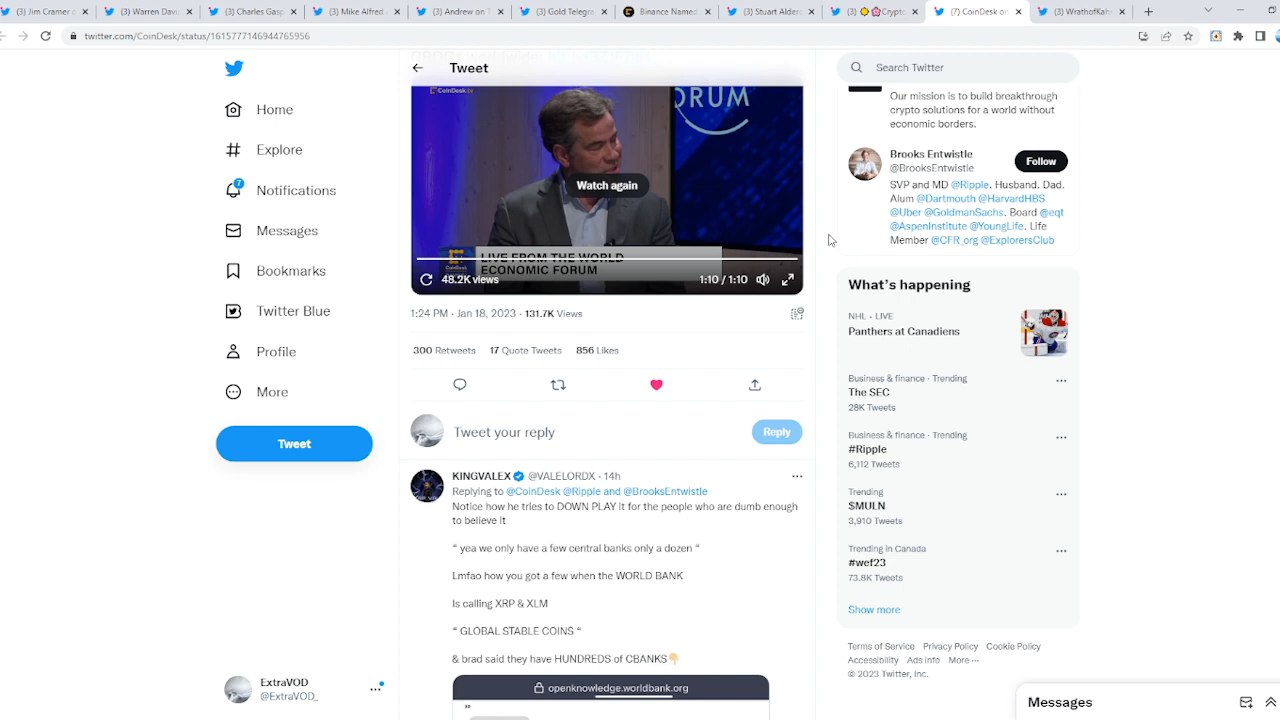 (3) Jim Cramer o
(3) Warren Davi
(3) Charles Gasp
(3) Mike Alfred
(3) Andrew on T
(3) Gold Telegra
Binance Named
(3) Stuart Aldero
(3) Crypto
(7) CoinDesk on
(3) WrathofKah
twitter.com/CoinDesk/status/1615777146944765956
Tweet
Search Twitter
Home
Explore
7
Notifications
Messages
Bookmarks
Twitter Blue
Profile
More
Tweet
ExtraVOD
@ExtraVOD_
CoinDesk.tv
ORUM
Watch again
CoinDesk
LIVE FROM THE WORLD
ECONOMIC FORUM
48.2K views
1:10 / 1:10
1:24 PM · Jan 18, 2023 · 131.7K Views
300 Retweets 17 Quote Tweets 856 Likes
Tweet your reply
Reply
KINGVALEX @VALELORDX · 14h
Replying to @CoinDesk @Ripple and @BrooksEntwistle
Notice how he tries to DOWN PLAY it for the people who are dumb enough
to believe it
“ yea we only have a few central banks only a dozen “
Lmfao how you got a few when the WORLD BANK
Is calling XRP & XLM
“ GLOBAL STABLE COINS “
& brad said they have HUNDREDS of CBANKS👇🏼
openknowledge.worldbank.org
Our mission is to build breakthrough
crypto solutions for a world without
economic borders.
Brooks Entwistle
@BrooksEntwistle
Follow
SVP and MD @Ripple. Husband. Dad.
Alum @Dartmouth @HarvardHBS
@Uber @GoldmanSachs. Board @eqt
@AspenInstitute @YoungLife. Life
Member @CFR_org @ExplorersClub
What’s happening
NHL · LIVE
Panthers at Canadiens
Business & finance · Trending
The SEC
28K Tweets
Business & finance · Trending
#Ripple
6,112 Tweets
Trending
$MULN
3,910 Tweets
Trending in Canada
#wef23
73.8K Tweets
Show more
Terms of Service Privacy Policy Cookie Policy
Accessibility Ads info More ···
© 2023 Twitter, Inc.
Messages